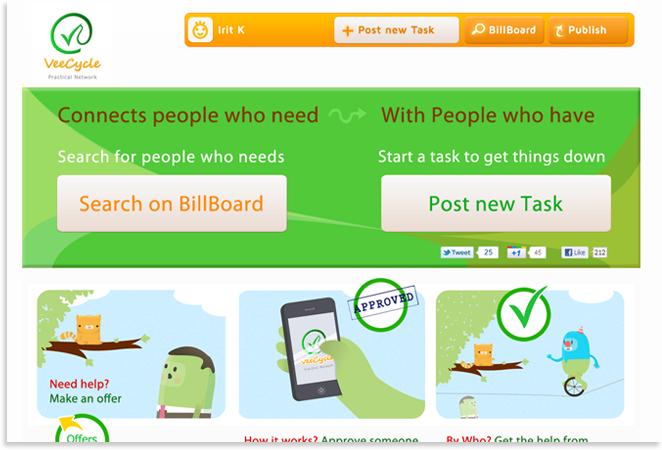 VeeCycle
Practical Network
Irit K
+ Post new Task
BillBoard
Publish
Connects people who need
With People who have
Search for people who needs
Start a task to get things down
Search on BillBoard
Post new Task
Tweet
25
+1
45
Like
212
Need help?
Make an offer
Offers
APPROVED
VeeCycle
Practical Network
How it works? Approve someone
By Who? Get the help from